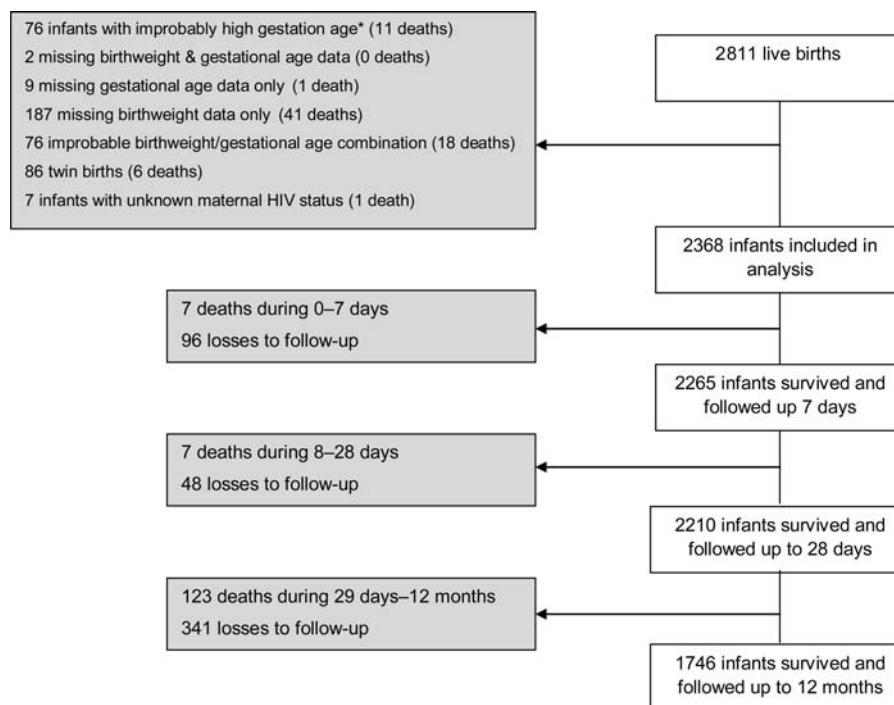 76 infants with improbably high gestation age* (11 deaths)
2 missing birthweight & gestational age data (0 deaths)
9 missing gestational age data only (1 death)
187 missing birthweight data only (41 deaths)
76 improbable birthweight/gestational age combination (18 deaths)
86 twin births (6 deaths)
7 infants with unknown maternal HIV status (1 death)
2811 live births
2368 infants included in
analysis
7 deaths during 0–7 days
96 losses to follow-up
2265 infants survived and
followed up 7 days
7 deaths during 8–28 days
48 losses to follow-up
2210 infants survived and
followed up to 28 days
123 deaths during 29 days–12 months
341 losses to follow-up
1746 infants survived and
followed up to 12 months